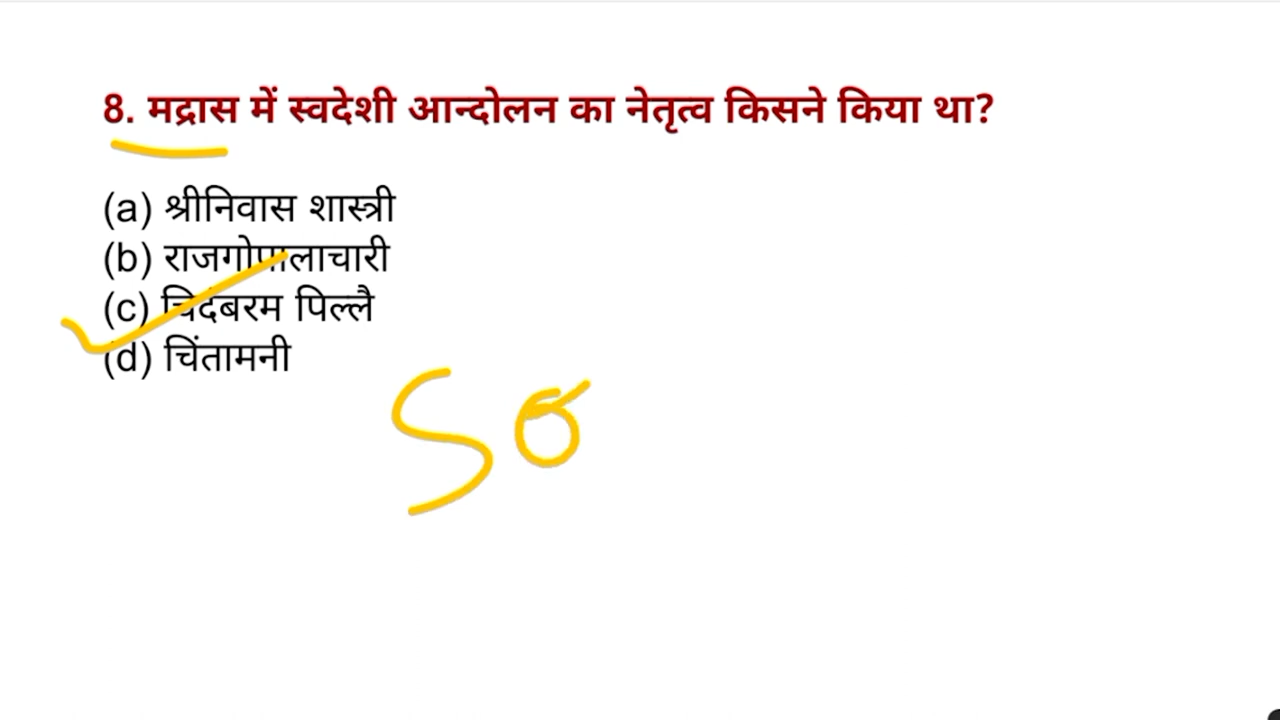 8. मद्रास में स्वदेशी आन्दोलन का नेतृत्व किसने किया था?
(a) श्रीनिवास शास्त्री
(b) राजगोपालाचारी
(c) चिदंबरम पिल्लै
(d) चिंतामनी